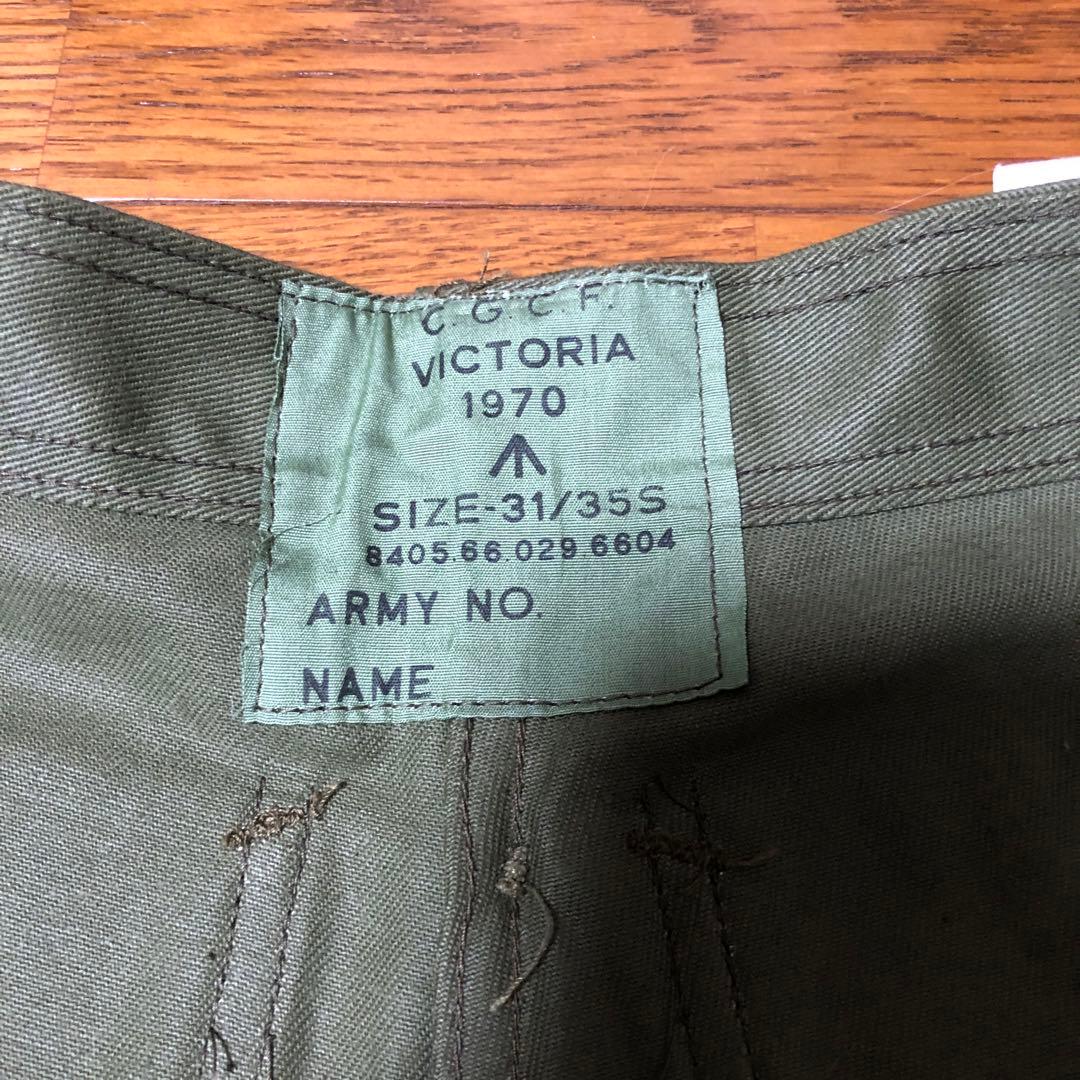 C.G.C.F.
VICTORIA
1970
SIZE-31/35S
8405.66.029.6604
ARMY NO.
NAME